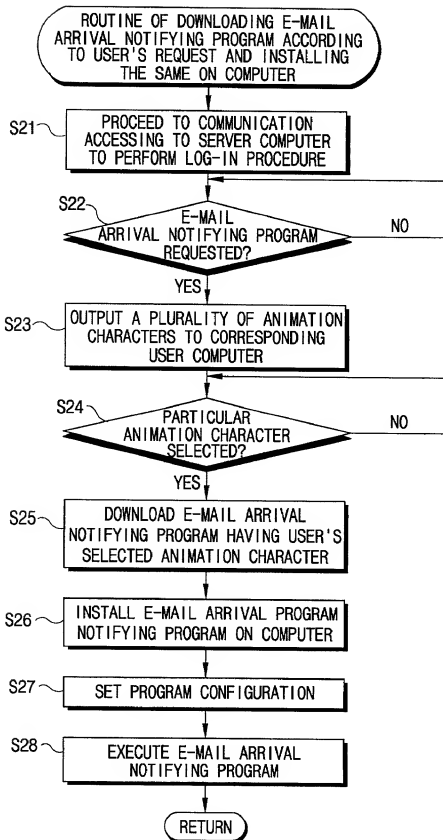 ROUTINE OF DOWNLOADING E-MAIL
ARRIVAL NOTIFYING PROGRAM ACCORDING
TO USER'S REQUEST AND INSTALLING
THE SAME ON COMPUTER
S21
PROCEED TO COMMUNICATION
ACCESSING TO SERVER COMPUTER
TO PERFORM LOG-IN PROCEDURE
S22
E-MAIL
ARRIVAL NOTIFYING PROGRAM
REQUESTED?
NO
YES
S23
OUTPUT A PLURALITY OF ANIMATION
CHARACTERS TO CORRESPONDING
USER COMPUTER
S24
PARTICULAR
ANIMATION CHARACTER
SELECTED?
NO
YES
S25
DOWNLOAD E-MAIL ARRIVAL
NOTIFYING PROGRAM HAVING USER'S
SELECTED ANIMATION CHARACTER
S26
INSTALL E-MAIL ARRIVAL PROGRAM
NOTIFYING PROGRAM ON COMPUTER
S27
SET PROGRAM CONFIGURATION
S28
EXECUTE E-MAIL ARRIVAL
NOTIFYING PROGRAM
RETURN